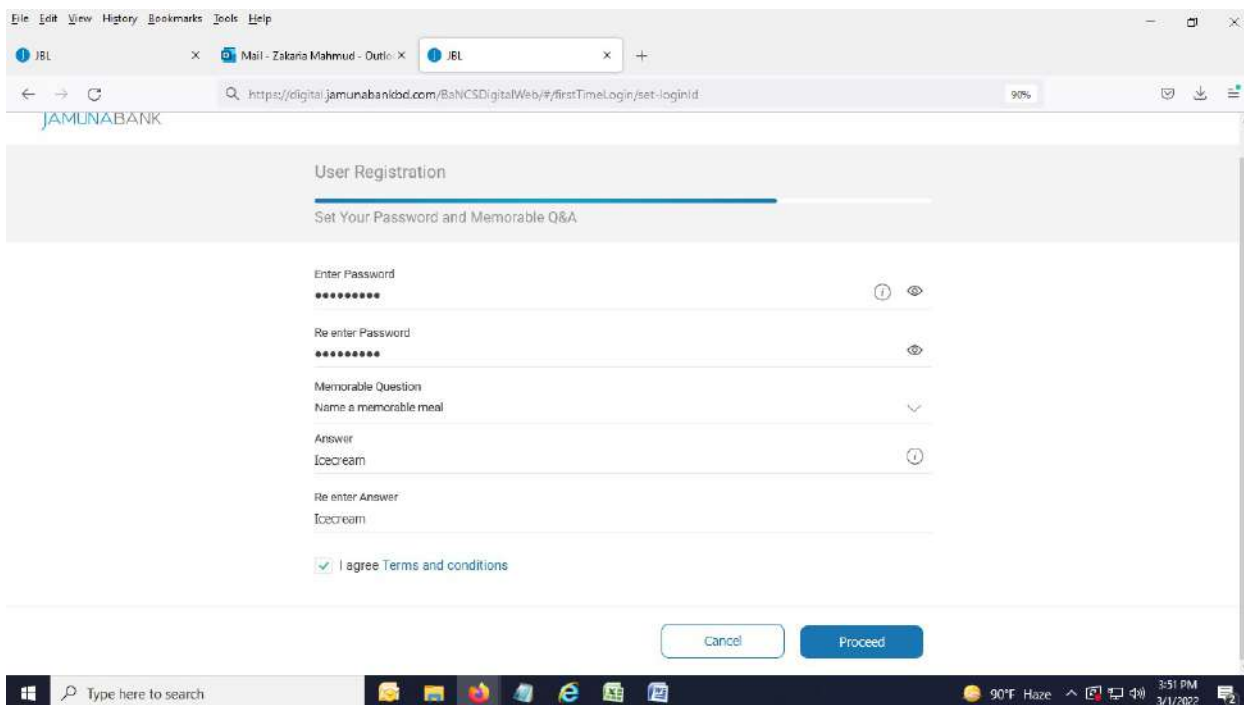 File Edit View History Bookmarks Tools Help
JBL Mail - Zakaria Mahmud - Outlo JBL
https://digital.jamunabankbd.com/BaNCSDigitalWeb/#/firstTimeLogin/set-loginId 90%
JAMUNABANK
User Registration
Set Your Password and Memorable Q&A
Enter Password
•••••••••
Re enter Password
•••••••••
Memorable Question
Name a memorable meal
Answer
Icecream
Re enter Answer
Icecream
I agree Terms and conditions
Cancel Proceed
Type here to search 90°F Haze 3:51 PM
3/1/2022